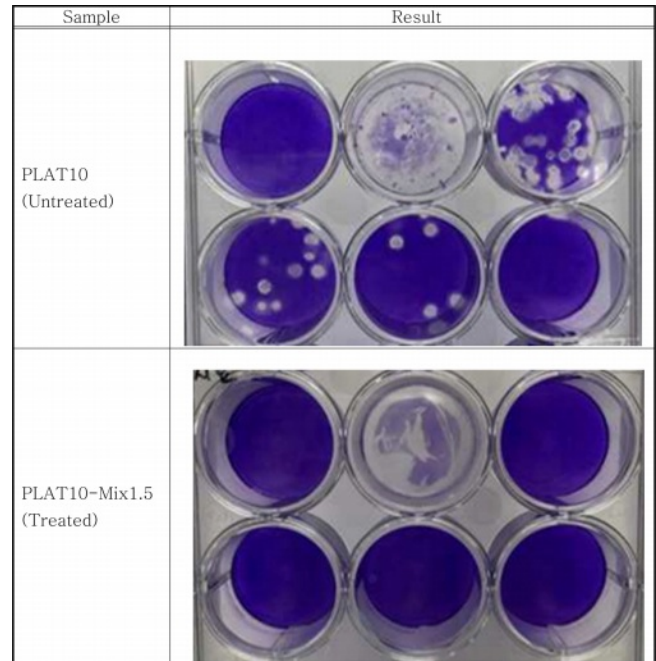 Sample
Result
PLAT10
(Untreated)
PLAT10-Mix1.5
(Treated)